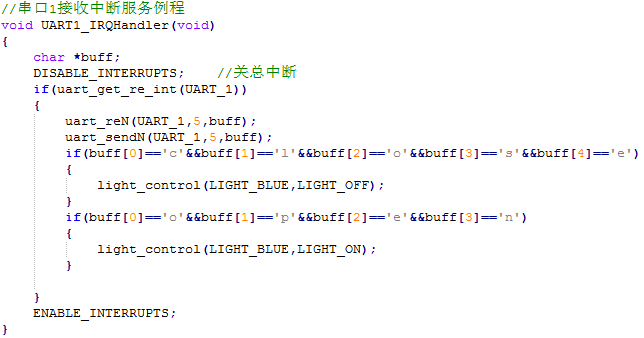 //串口1接收中断服务例程
void UART1_IRQHandler(void)
{
    char *buff;
    DISABLE_INTERRUPTS;    //关总中断
    if(uart_get_re_int(UART_1))
    {
        uart_reN(UART_1,5,buff);
        uart_sendN(UART_1,5,buff);
        if(buff[0]=='c'&&buff[1]=='l'&&buff[2]=='o'&&buff[3]=='s'&&buff[4]=='e')
        {
            light_control(LIGHT_BLUE,LIGHT_OFF);
        }
        if(buff[0]=='o'&&buff[1]=='p'&&buff[2]=='e'&&buff[3]=='n')
        {
            light_control(LIGHT_BLUE,LIGHT_ON);
        }
    }
    ENABLE_INTERRUPTS;
}